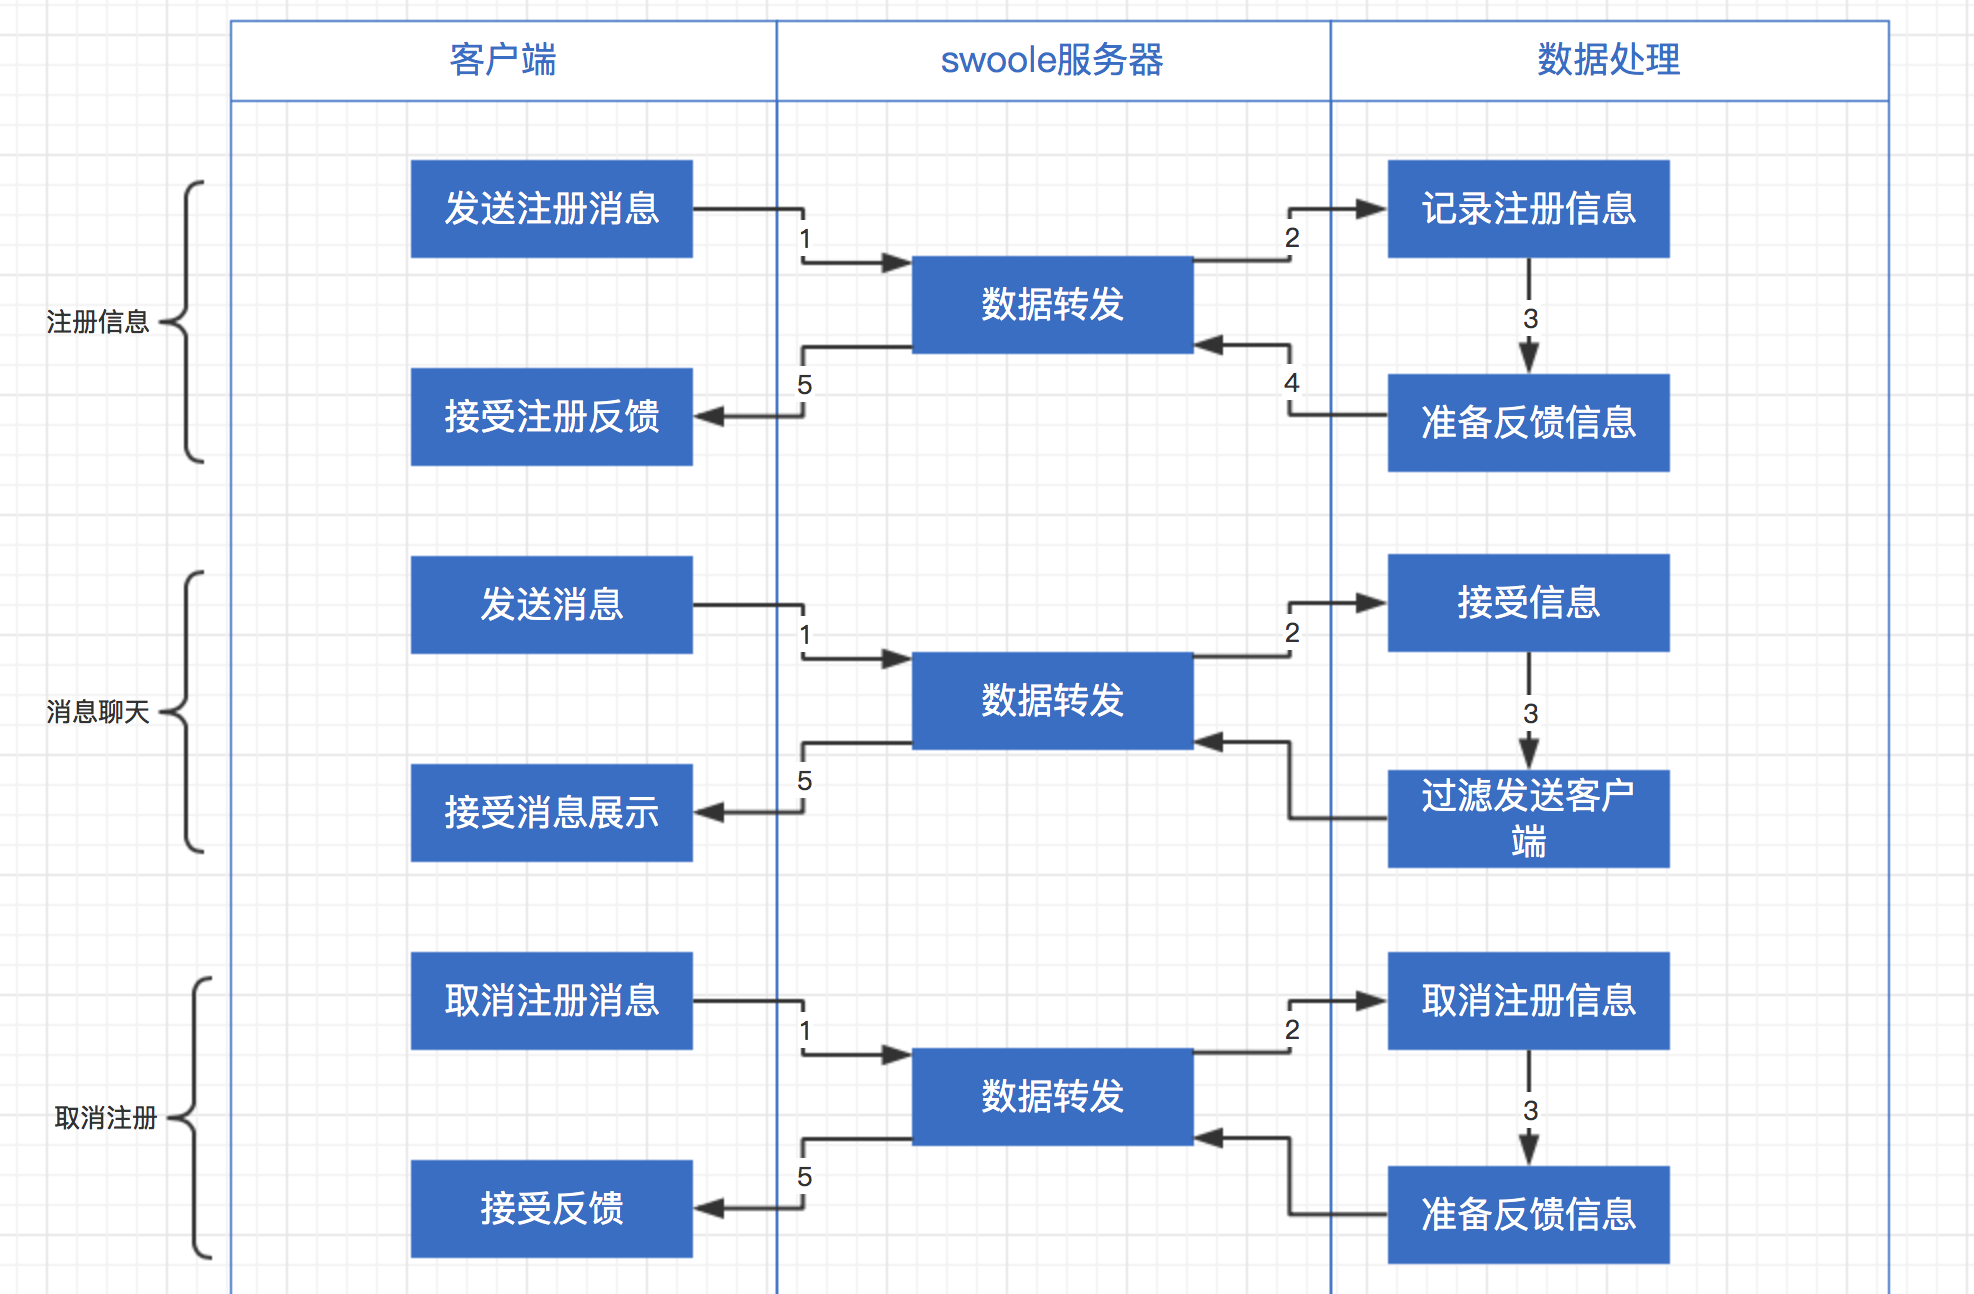 客户端
swoole服务器
数据处理
注册信息
发送注册消息
1
2
记录注册信息
数据转发
3
5
4
接受注册反馈
准备反馈信息
消息聊天
发送消息
1
2
接受信息
数据转发
3
5
接受消息展示
过滤发送客户
端
取消注册
取消注册消息
1
2
取消注册信息
数据转发
3
5
接受反馈
准备反馈信息